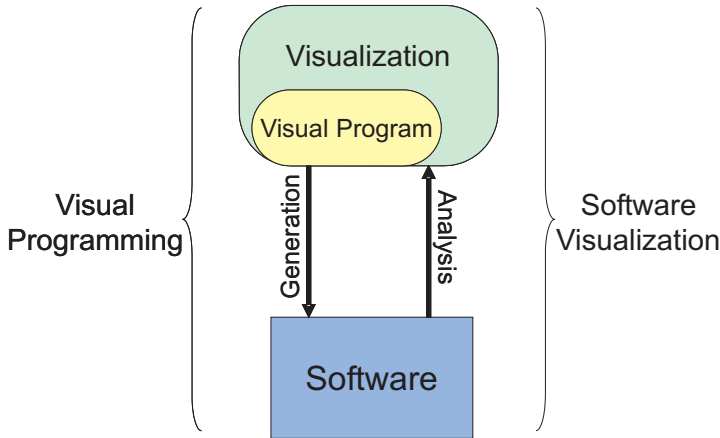 Visualization
Visual Program
Visual
Programming
Generation
Analysis
Software
Visualization
Software